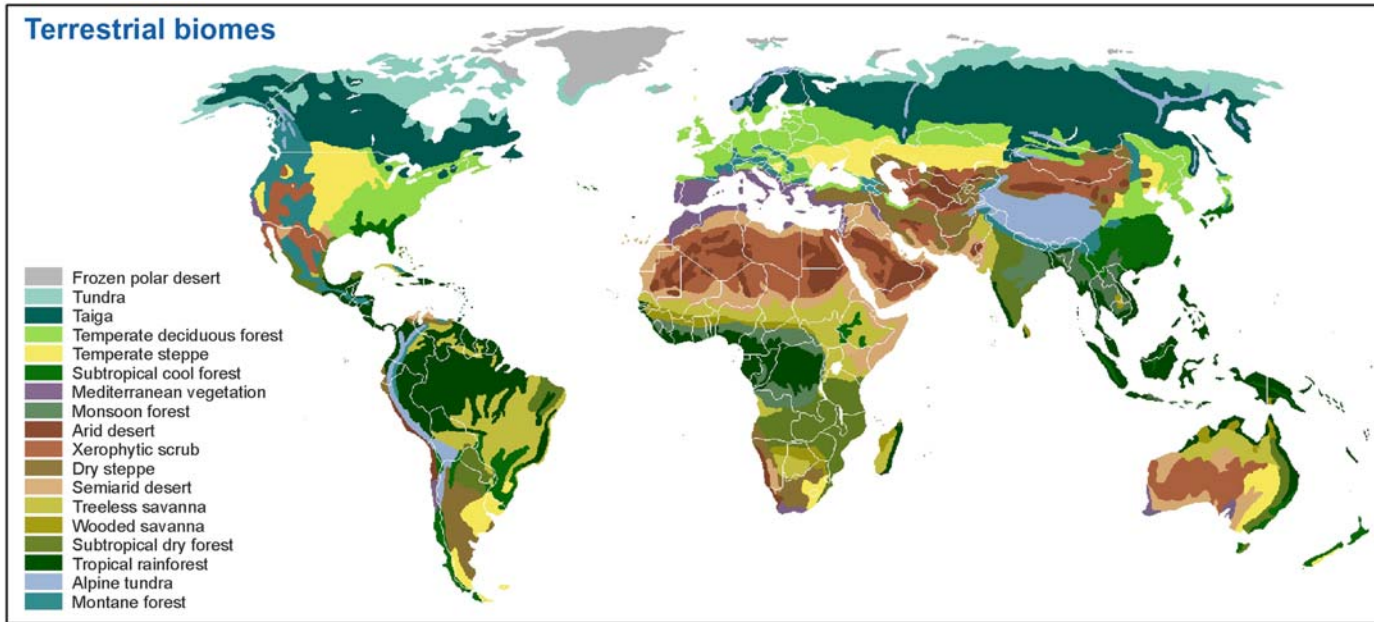 Terrestrial biomes
Frozen polar desert
Tundra
Taiga
Temperate deciduous forest
Temperate steppe
Subtropical cool forest
Mediterranean vegetation
Monsoon forest
Arid desert
Xerophytic scrub
Dry steppe
Semiarid desert
Treeless savanna
Wooded savanna
Subtropical dry forest
Tropical rainforest
Alpine tundra
Montane forest